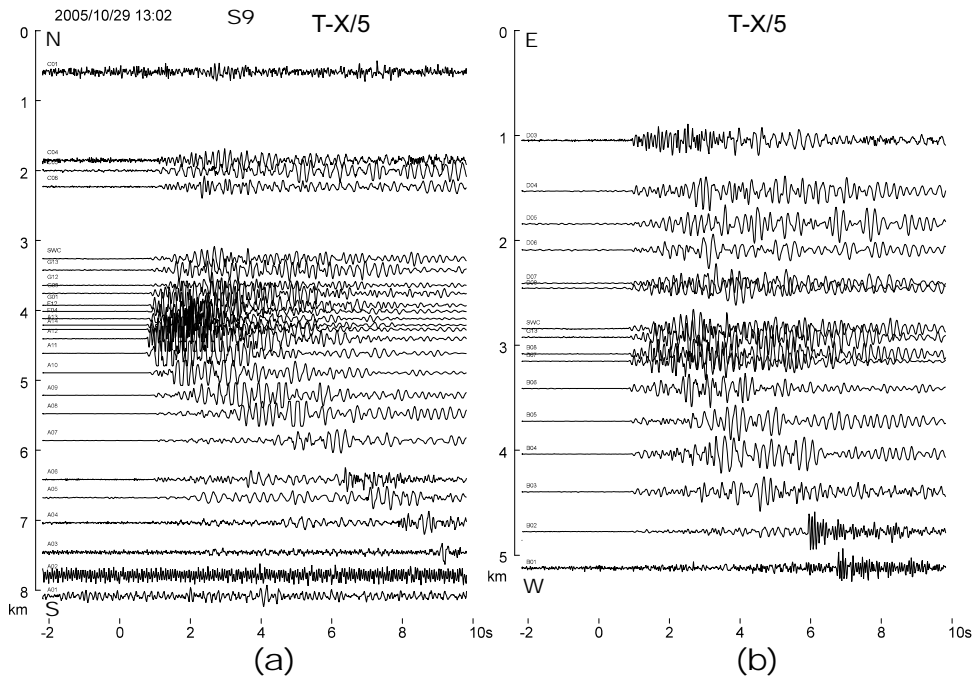 2005/10/29 13:02 S9 T-X/5 T-X/5
0 N
C01
1
C04
2
C08
3
SWC
G13
G12
G01
4
A12
A11
A10
5
A09
A08
A07
6
A06
A05
7
A04
A03
A02
8
A01
km
S
-2 0 2 4 6 8 10s
(a)
0 E
1
D03
D04
D05
2
D06
D07
SWC
G13
3
B08
B07
B06
B05
4
B04
B03
B02
5
B01
km
W
-2 0 2 4 6 8 10s
(b)